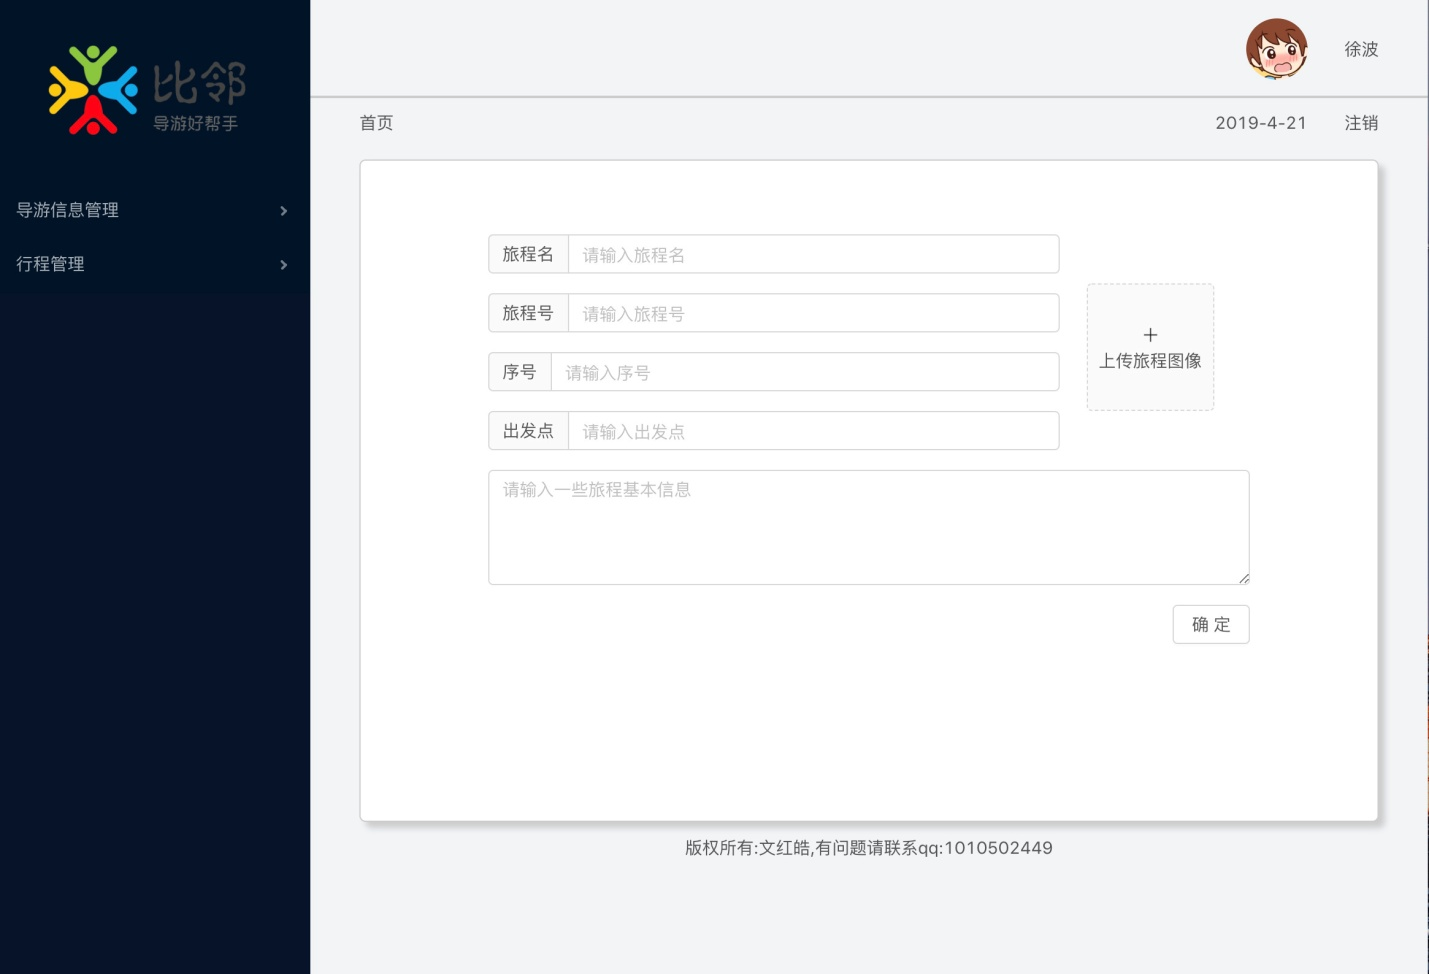 比邻
导游好帮手
导游信息管理
行程管理
徐波
首页
2019-4-21
注销
旅程名 请输入旅程名
旅程号 请输入旅程号
序号 请输入序号
出发点 请输入出发点
+
上传旅程图像
请输入一些旅程基本信息
确 定
版权所有:文红皓,有问题请联系qq:1010502449